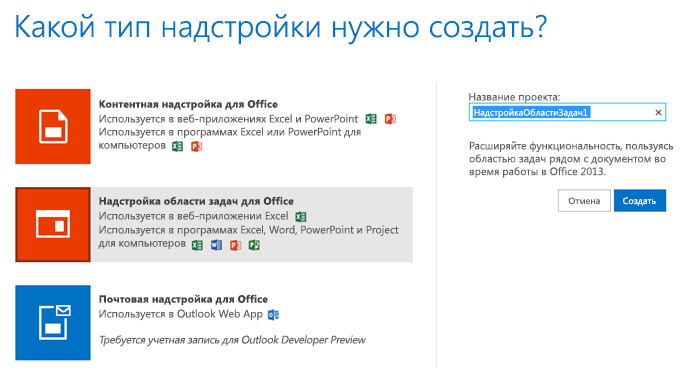 Какой тип надстройки нужно создать?
Контентная надстройка для Office
Используется в веб-приложениях Excel и PowerPoint
Используется в программах Excel или PowerPoint для
компьютеров
Надстройка области задач для Office
Используется в веб-приложении Excel
Используется в программах Excel, Word, PowerPoint и Project
для компьютеров
Почтовая надстройка для Office
Используется в Outlook Web App
Требуется учетная запись для Outlook Developer Preview
Название проекта:
НадстройкаОбластиЗадач1
Расширяйте функциональность, пользуясь
областью задач рядом с документом во
время работы в Office 2013.
Отмена
Создать